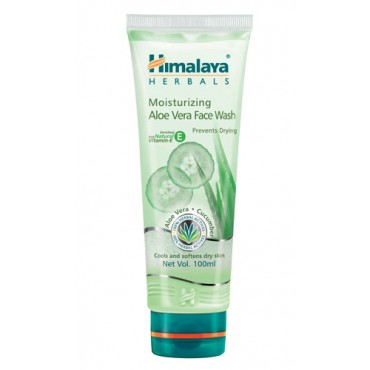 Himalaya
HERBALS
Moisturizing
Aloe Vera Face Wash
Prevents Drying
Enriched
with Natural E
Vitamin-E
Aloe Vera • Cucumber
Cools and softens dry skin
Net Vol. 100ml